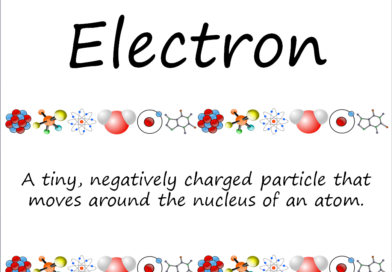 Electron
A tiny, negatively charged particle that
moves around the nucleus of an atom.